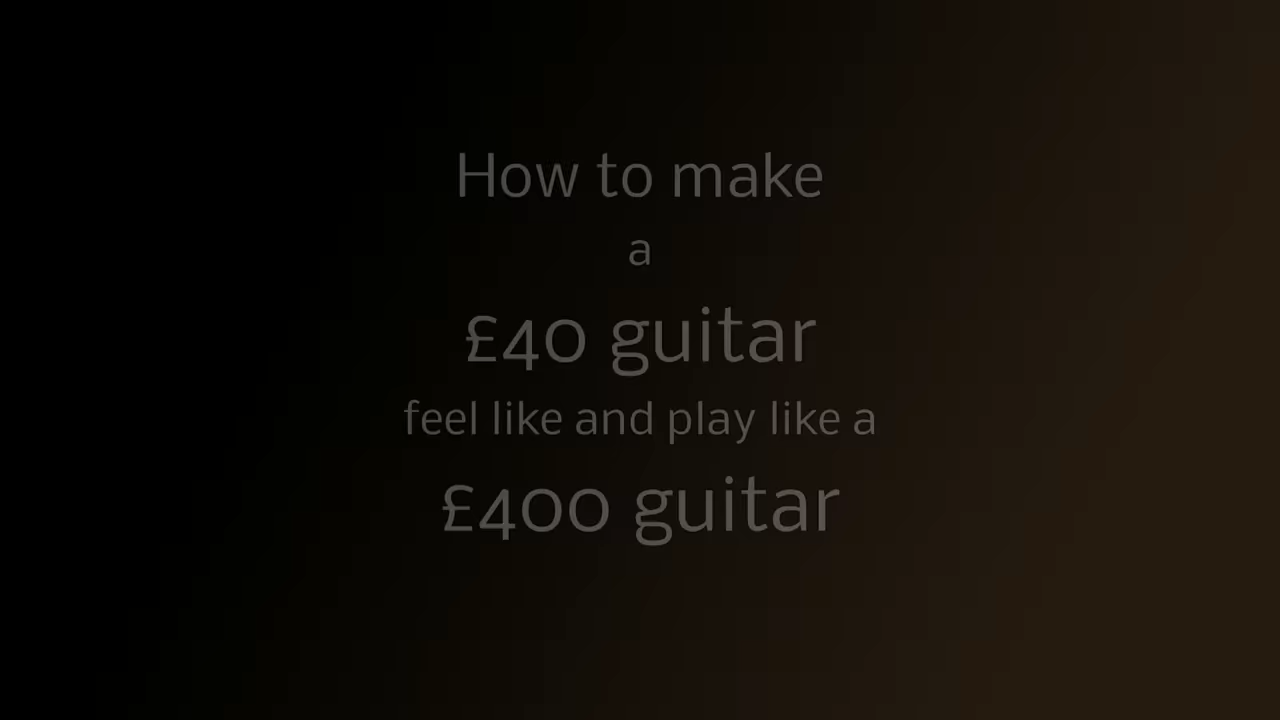 How to make
a
£40 guitar
feel like and play like a
£400 guitar